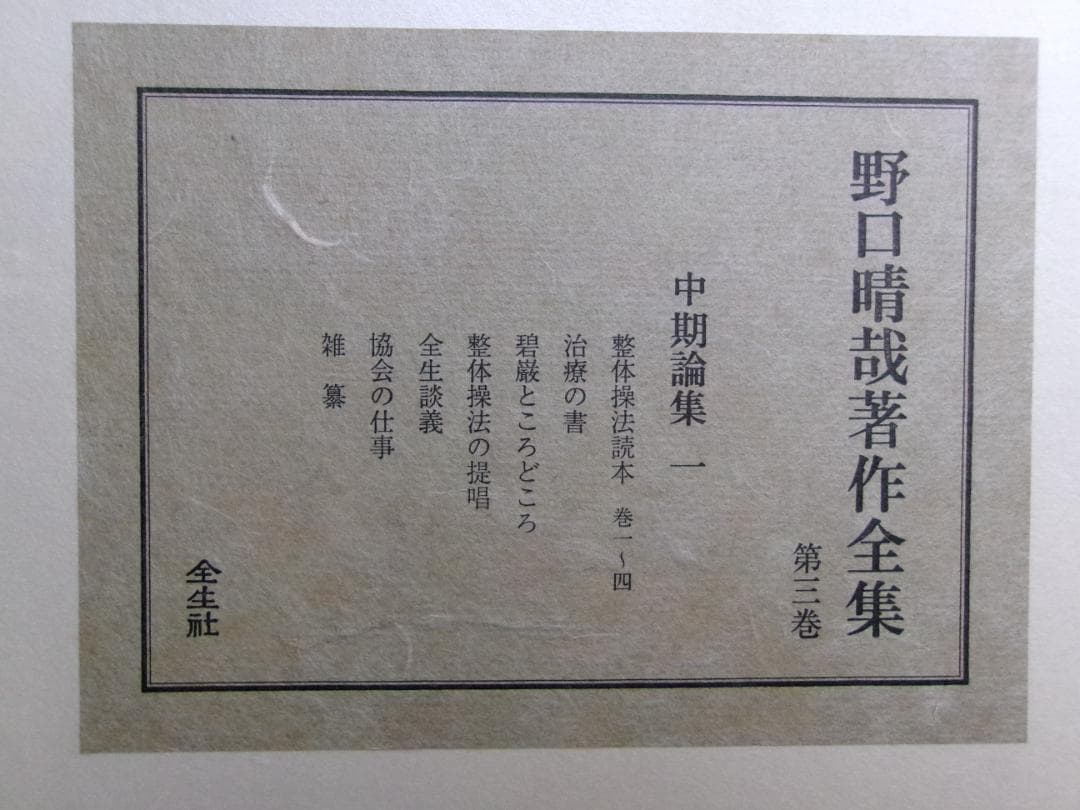 野口晴哉著作全集
第三巻
中期論集 一
整体操法読本 巻一～四
治療の書
碧巌ところどころ
整体操法の提唱
全生談義
協会の仕事
雑纂
全生社